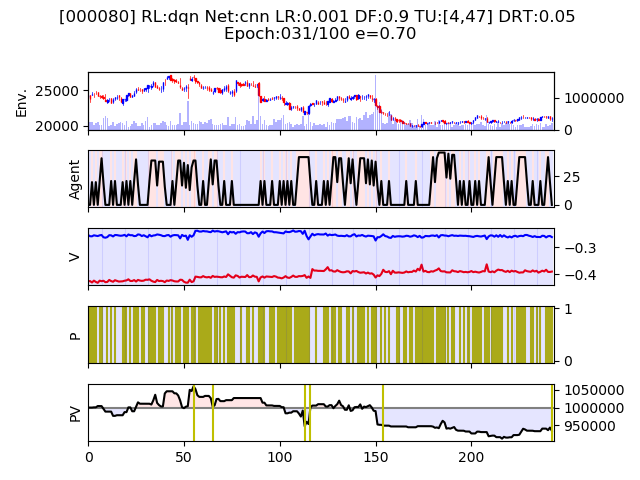 [000080] RL:dqn Net:cnn LR:0.001 DF:0.9 TU:[4,47] DRT:0.05
Epoch:031/100 e=0.70
Env.
25000
20000
1000000
0
Agent
25
0
V
−0.3
−0.4
P
1
0
PV
1050000
1000000
950000
0
50
100
150
200